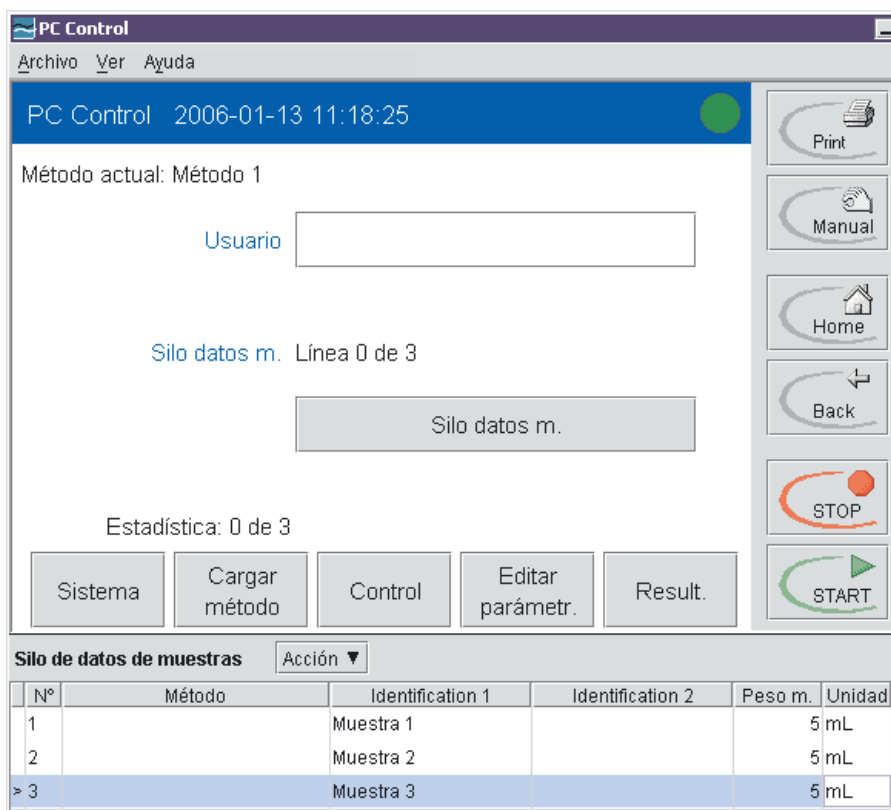 PC Control
Archivo Ver Ayuda
PC Control 2006-01-13 11:18:25
Método actual: Método 1
Usuario
Silo datos m. Línea 0 de 3
Silo datos m.
Estadística: 0 de 3
Sistema
Cargar
método
Control
Editar
parámetr.
Result.
Print
Manual
Home
Back
STOP
START
Silo de datos de muestras Acción ▼
Nº Método Identification 1 Identification 2 Peso m. Unidad
1 Muestra 1 5 mL
2 Muestra 2 5 mL
> 3 Muestra 3 5 mL